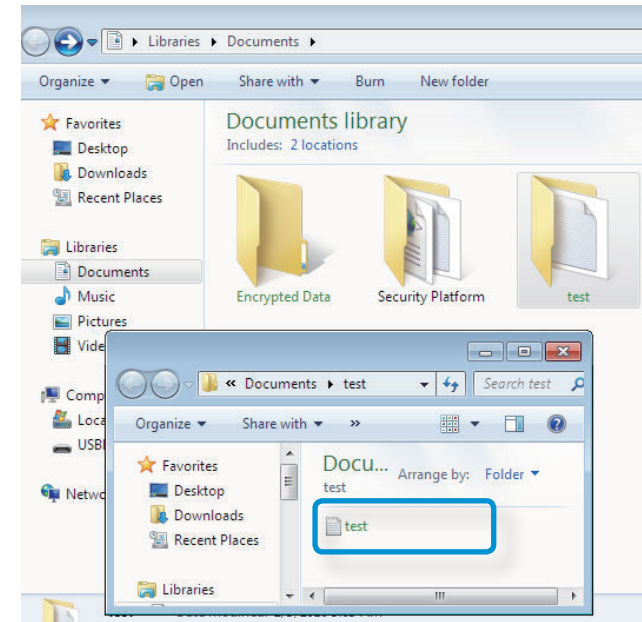 Libraries Documents
Organize Open Share with Burn New folder
Favorites
Desktop
Downloads
Recent Places
Libraries
Documents
Music
Pictures
Documents library
Includes: 2 locations
Encrypted Data Security Platform test
« Documents test Search test
Organize Share with »
Favorites
Desktop
Downloads
Recent Places
Libraries
Docu... Arrange by: Folder
test
test